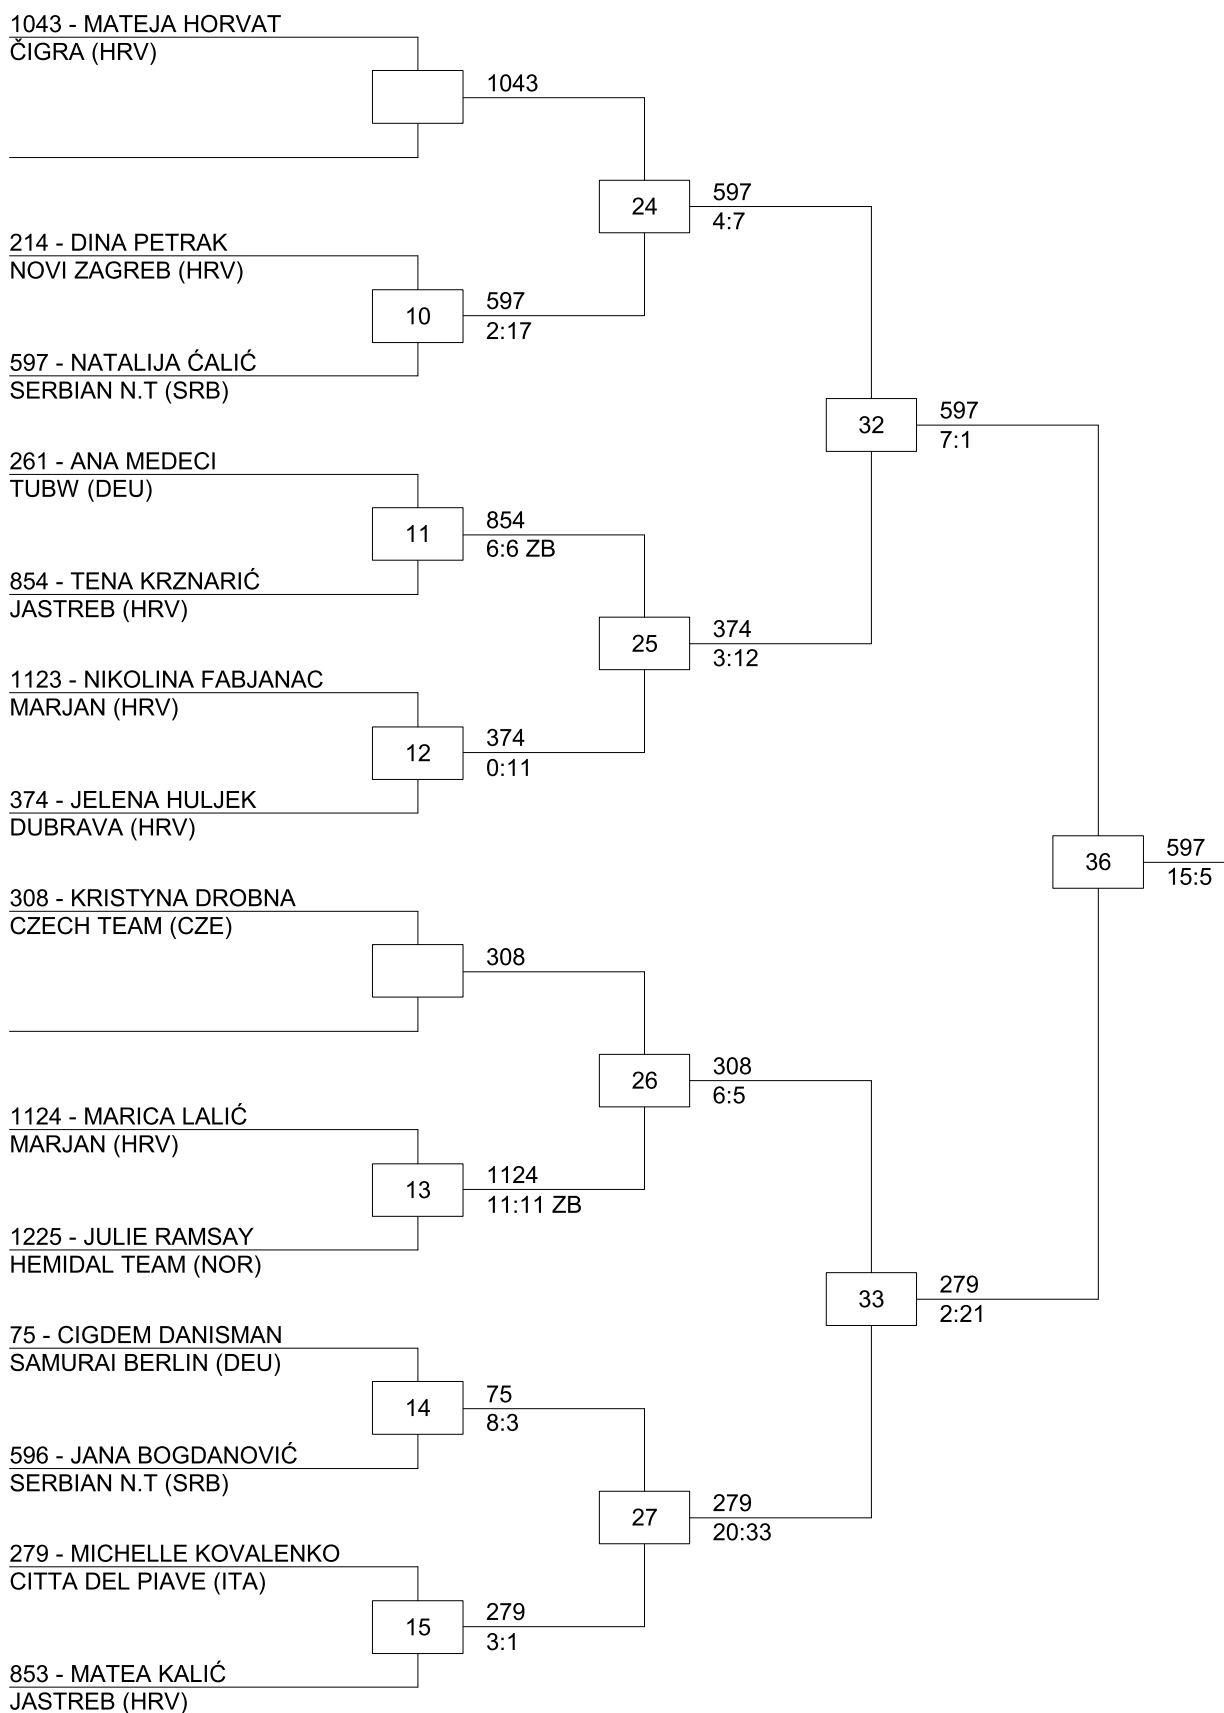 1043 - MATEJA HORVAT
ČIGRA (HRV)
1043
24
597
4:7
214 - DINA PETRAK
NOVI ZAGREB (HRV)
10
597
2:17
597 - NATALIJA ĆALIĆ
SERBIAN N.T (SRB)
32
597
7:1
261 - ANA MEDECI
TUBW (DEU)
11
854
6:6 ZB
854 - TENA KRZNARIĆ
JASTREB (HRV)
25
374
3:12
1123 - NIKOLINA FABJANAC
MARJAN (HRV)
12
374
0:11
374 - JELENA HULJEK
DUBRAVA (HRV)
36
597
15:5
308 - KRISTYNA DROBNA
CZECH TEAM (CZE)
308
26
308
6:5
1124 - MARICA LALIĆ
MARJAN (HRV)
13
1124
11:11 ZB
1225 - JULIE RAMSAY
HEMIDAL TEAM (NOR)
33
279
2:21
75 - CIGDEM DANISMAN
SAMURAI BERLIN (DEU)
14
75
8:3
596 - JANA BOGDANOVIĆ
SERBIAN N.T (SRB)
27
279
20:33
279 - MICHELLE KOVALENKO
CITTA DEL PIAVE (ITA)
15
279
3:1
853 - MATEA KALIĆ
JASTREB (HRV)